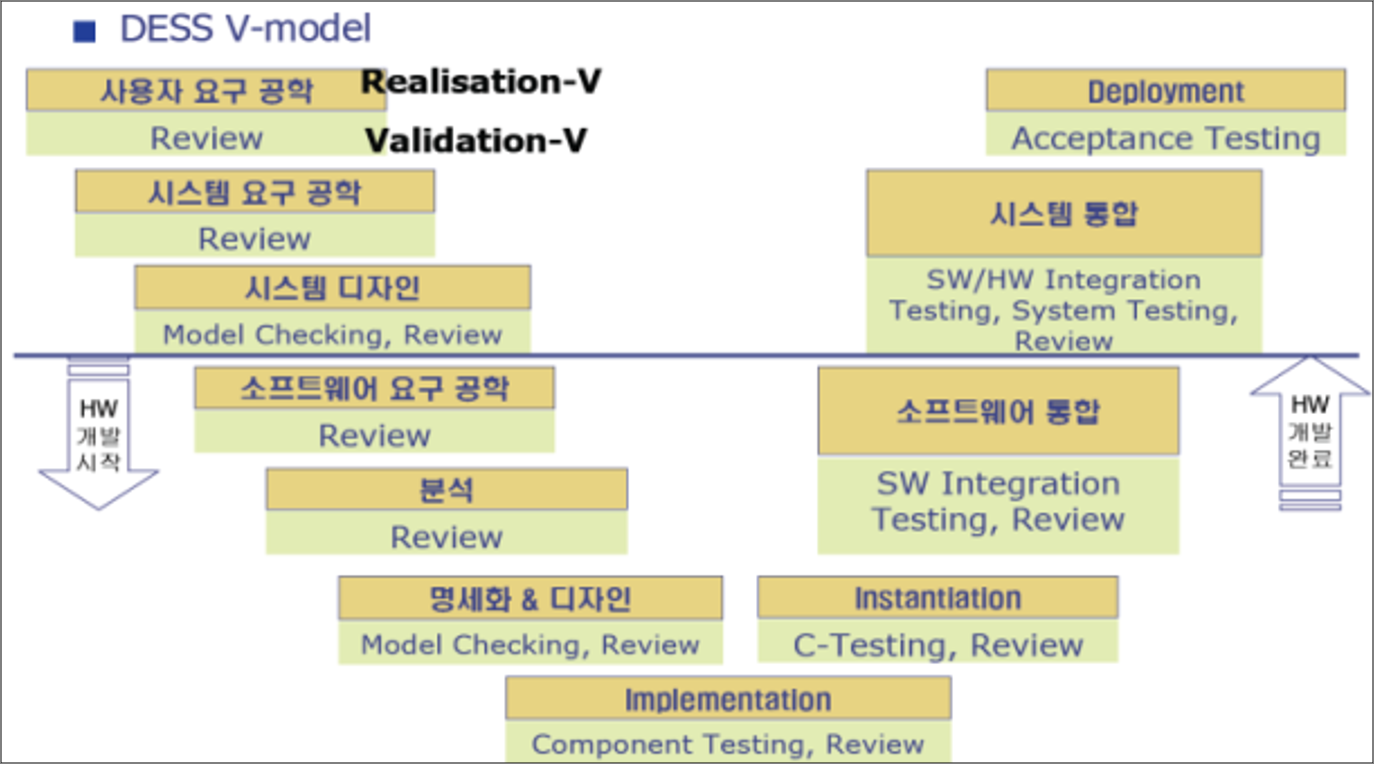 DESS V-model
사용자 요구 공학
Realisation-V
Review
Validation-V
시스템 요구 공학
Review
시스템 디자인
Model Checking, Review
소프트웨어 요구 공학
Review
분석
Review
명세화 & 디자인
Model Checking, Review
Implementation
Component Testing, Review
Instantiation
C-Testing, Review
소프트웨어 통합
SW Integration
Testing, Review
시스템 통합
SW/HW Integration
Testing, System Testing,
Review
Deployment
Acceptance Testing
HW
개발
시작
HW
개발
완료